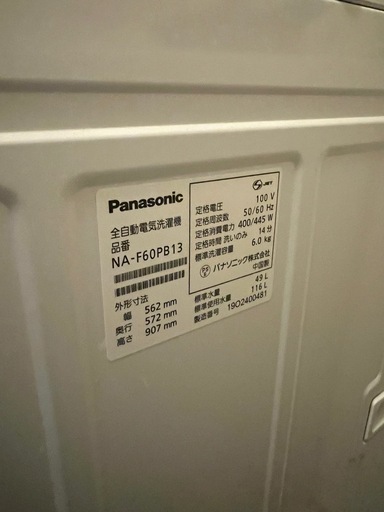 Panasonic
全自動電気洗濯機
品番
NA-F60PB13
外形寸法
幅 562 mm
奥行 572 mm
高さ 907 mm
JET
定格電圧 100 V
定格周波数 50/60 Hz
定格消費電力 400/445 W
定格時間 洗いのみ 14分
標準洗濯容量 6.0 kg
パナソニック株式会社
中国製
標準水量 49 L
標準使用水量 116 L
製造番号 19O2400481